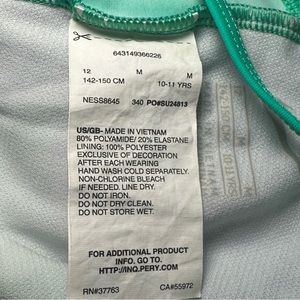 643149366226
12 M M
142-150 CM 10-11 YRS
NESS8645 340 PO#SU24813
US/GB- MADE IN VIETNAM
80% POLYAMIDE/ 20% ELASTANE
LINING: 100% POLYESTER
EXCLUSIVE OF DECORATION
AFTER EACH WEARING
HAND WASH COLD SEPARATELY.
NON-CHLORINE BLEACH
IF NEEDED. LINE DRY.
DO NOT IRON.
DO NOT DRY CLEAN.
DO NOT STORE WET.
FOR ADDITIONAL PRODUCT
INFO. GO TO:
HTTP://INQ.PERY.COM/
RN#37763 CA#55972